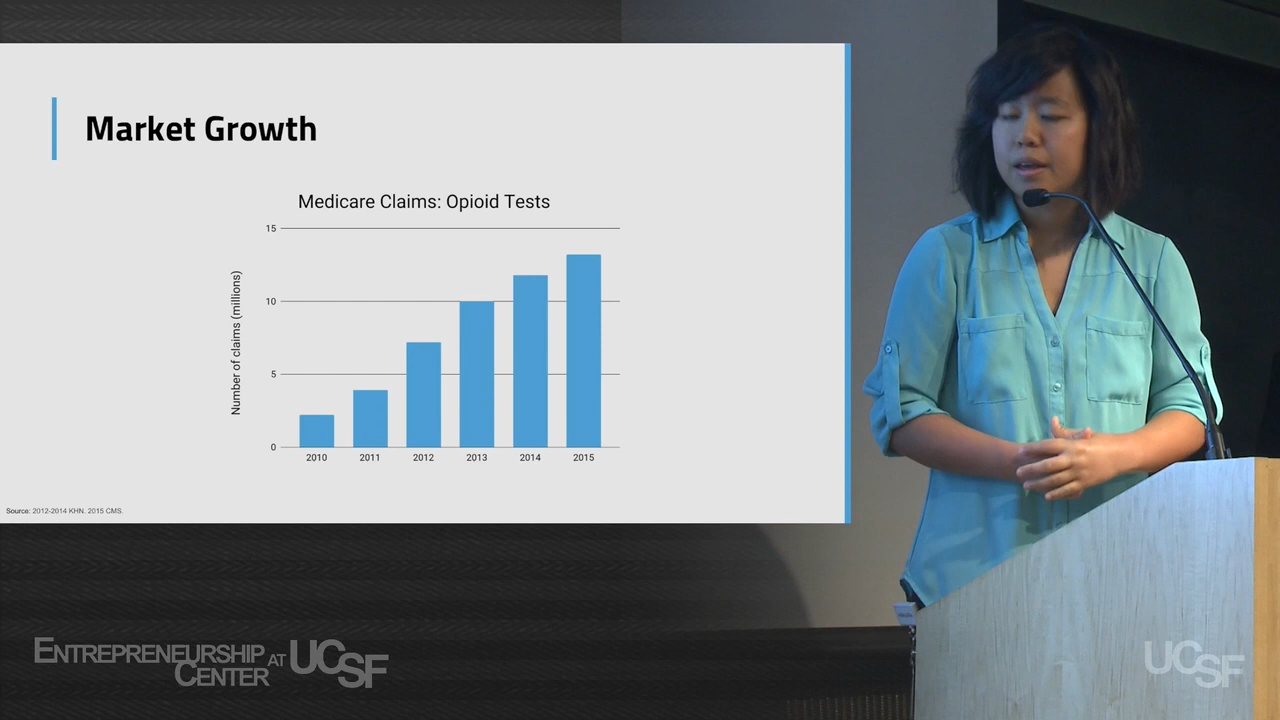 Market Growth
Medicare Claims: Opioid Tests
Number of claims (millions)
15
10
5
0
2010
2011
2012
2013
2014
2015
Source: 2012-2014 KHN. 2015 CMS.
ENTREPRENEURSHIP
CENTER AT UCSF
UCSF